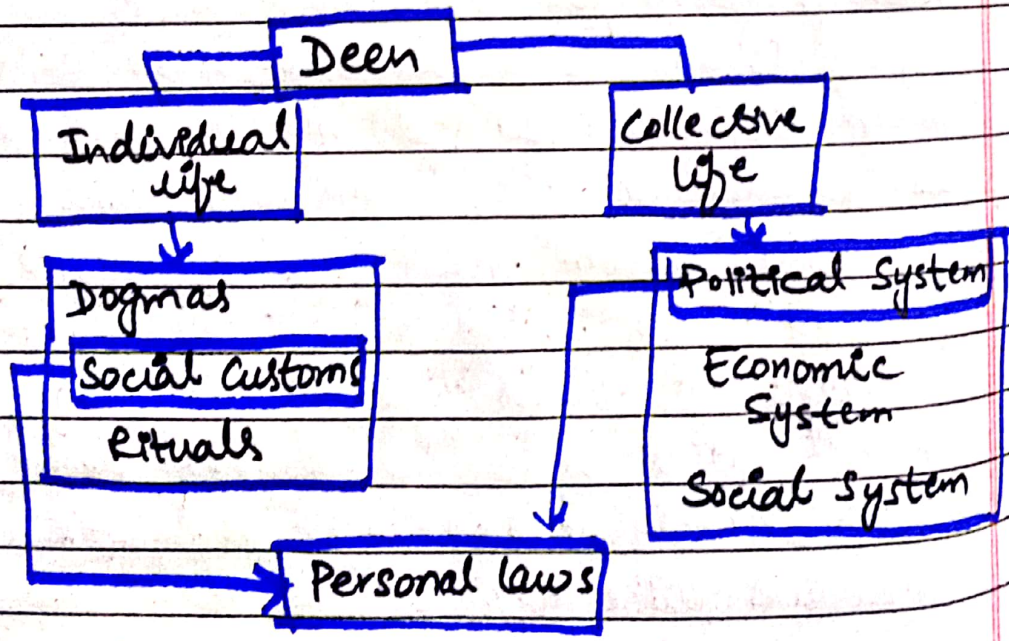 Deen
Individual
life
Collective
life
Dogmas
Social Customs
Rituals
Political System
Economic
System
Social System
Personal laws